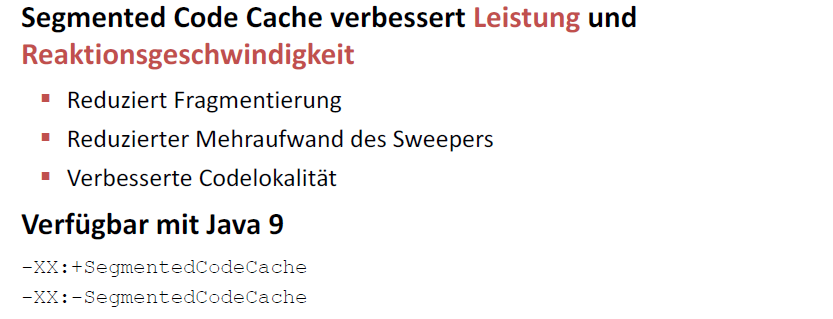 Segmented Code Cache verbessert Leistung und
Reaktionsgeschwindigkeit
▪ Reduziert Fragmentierung
▪ Reduzierter Mehraufwand des Sweepers
▪ Verbesserte Codelokalität
Verfügbar mit Java 9
-XX:+SegmentedCodeCache
-XX:-SegmentedCodeCache